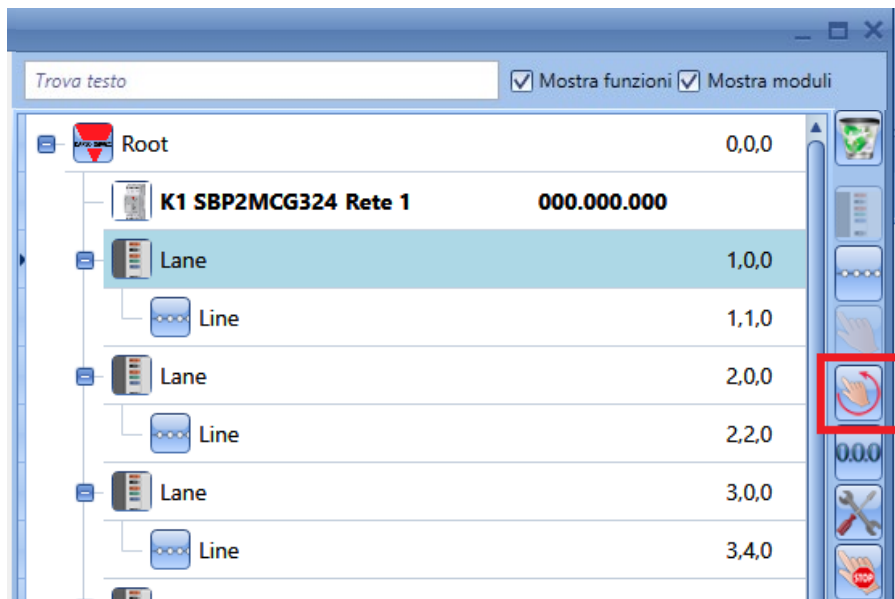 Trova testo Mostra funzioni Mostra moduli
Root 0,0,0
K1 SBP2MCG324 Rete 1 000.000.000
Lane 1,0,0
Line 1,1,0
Lane 2,0,0
Line 2,2,0
0.0.0
Lane 3,0,0
Line 3,4,0
STOP